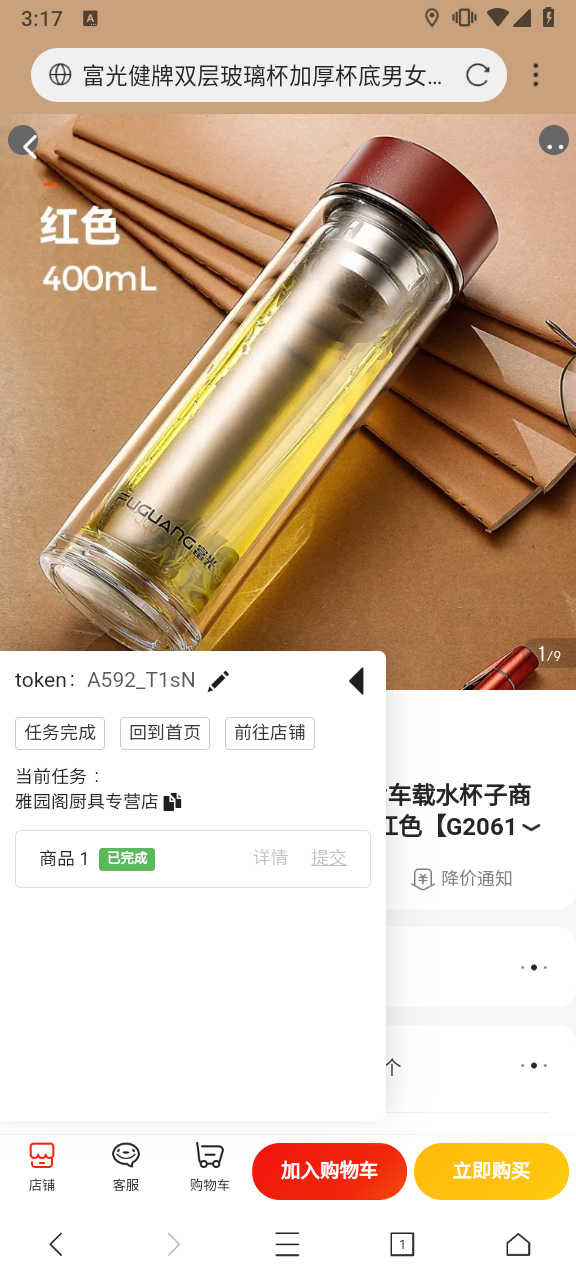 3:17
A
富光健牌双层玻璃杯加厚杯底男女...
红色
400mL
FUGUANG富光
1/9
token: A592_T1sN
任务完成 回到首页 前往店铺
当前任务：
雅园阁厨具专营店
商品 1 已完成 详情 提交
车载水杯子商
红色【G2061
降价通知
个
店铺 客服 购物车 加入购物车 立即购买
1